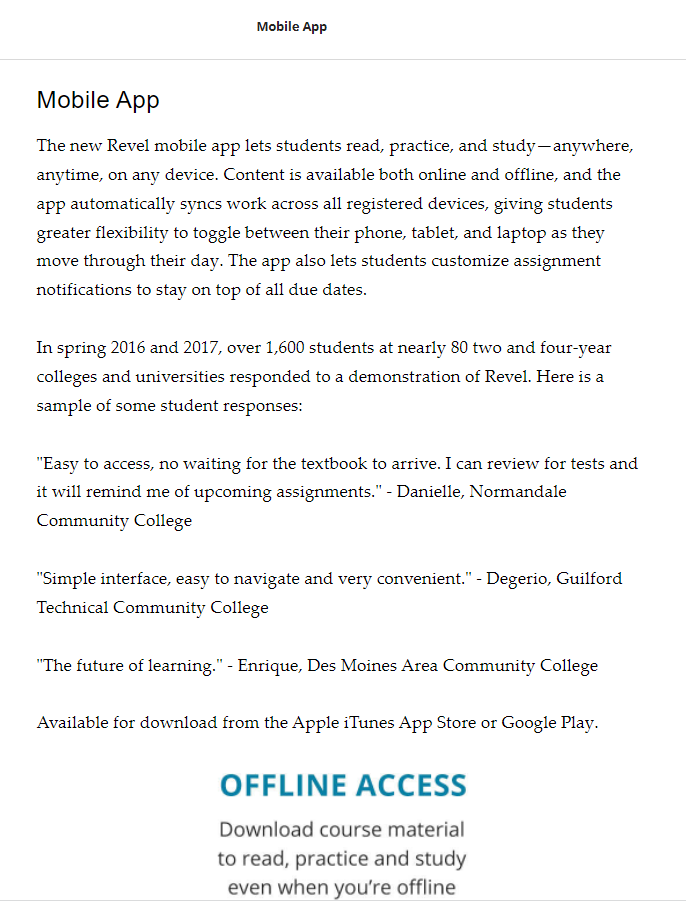 Mobile App
Mobile App
The new Revel mobile app lets students read, practice, and study—anywhere,
anytime, on any device. Content is available both online and offline, and the
app automatically syncs work across all registered devices, giving students
greater flexibility to toggle between their phone, tablet, and laptop as they
move through their day. The app also lets students customize assignment
notifications to stay on top of all due dates.
In spring 2016 and 2017, over 1,600 students at nearly 80 two and four-year
colleges and universities responded to a demonstration of Revel. Here is a
sample of some student responses:
"Easy to access, no waiting for the textbook to arrive. I can review for tests and
it will remind me of upcoming assignments." - Danielle, Normandale
Community College
"Simple interface, easy to navigate and very convenient." - Degerio, Guilford
Technical Community College
"The future of learning." - Enrique, Des Moines Area Community College
Available for download from the Apple iTunes App Store or Google Play.
OFFLINE ACCESS
Download course material
to read, practice and study
even when you're offline